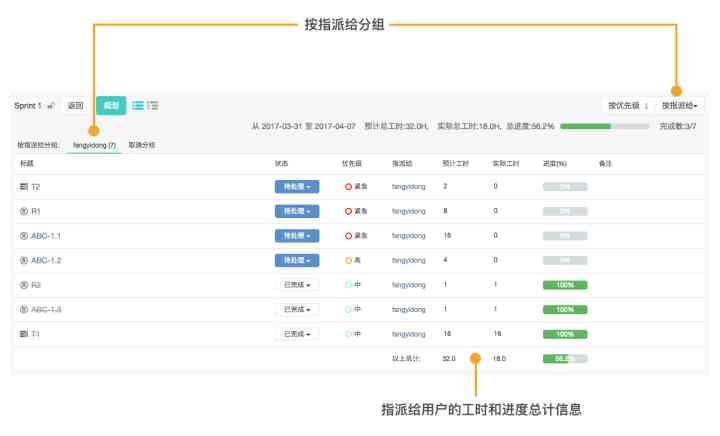 按指派给分组
Sprint 1 返回 规划 按优先级 ↓ 按指派给
从 2017-03-31 至 2017-04-07 预计总工时:32.0H, 实际总工时:18.0H, 总进度:56.2% 完成数:3/7
按指派给分组: fangyidong (7) 取消分组
标题 状态 优先级 指派给 预计工时 实际工时 进度(%) 备注
T2 待处理 紧急 fangyidong 2 0 0%
R1 待处理 紧急 fangyidong 8 0 0%
ABC-1.1 待处理 紧急 fangyidong 16 0 0%
ABC-1.2 待处理 高 fangyidong 4 0 0%
R2 已完成 中 fangyidong 1 1 100%
ABC-1.3 已完成 中 fangyidong 1 1 100%
已完成 中 fangyidong 16 16 100%
以上总计: 32.0 18.0 56.2%
指派给用户的工时和进度总计信息